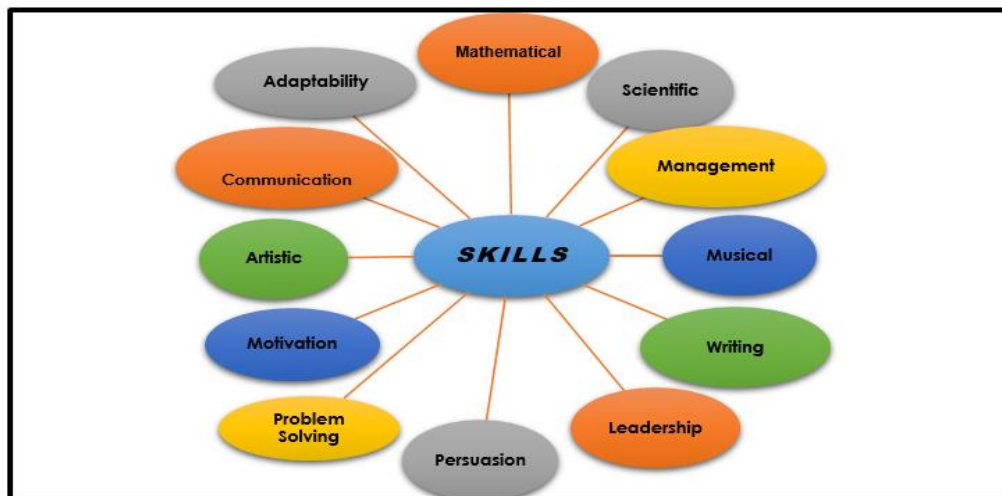 Mathematical
Adaptability
Scientific
Management
Communication
SKILLS
Artistic
Musical
Motivation
Writing
Problem
Solving
Leadership
Persuasion